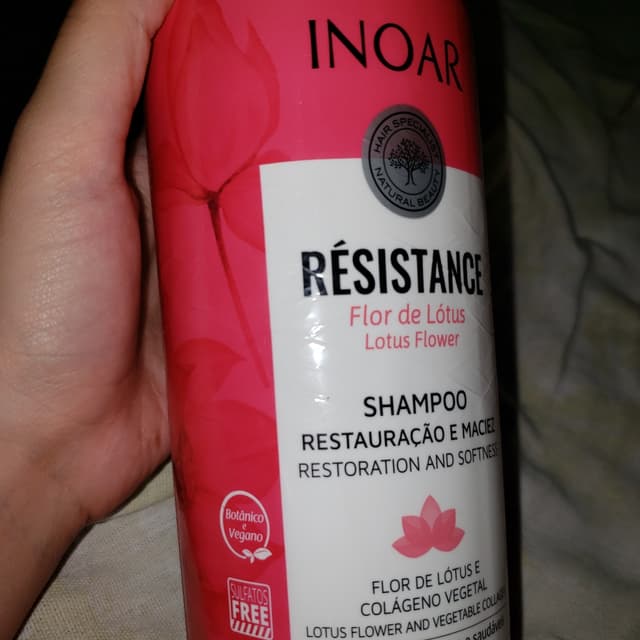 INOAR
HAIR SPECIALIST
NATURAL BEAUTY
RÉSISTANCE
Flor de Lótus
Lotus Flower
SHAMPOO
RESTAURAÇÃO E MACIEZ
RESTORATION AND SOFTNESS
Botânico
e
Vegano
SULFATOS
FREE
FLOR DE LÓTUS E
COLÁGENO VEGETAL
LOTUS FLOWER AND VEGETABLE COLLAGEN
saudáveis